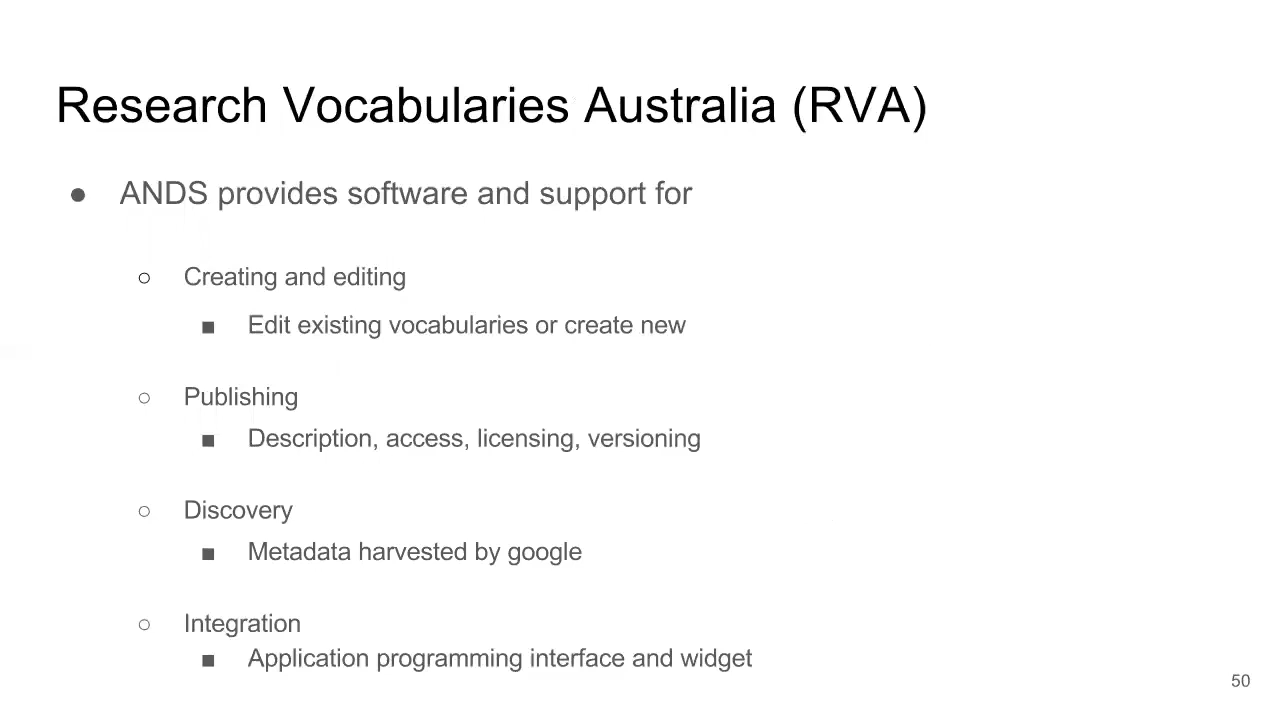 Research Vocabularies Australia (RVA)
● ANDS provides software and support for
○ Creating and editing
■ Edit existing vocabularies or create new
○ Publishing
■ Description, access, licensing, versioning
○ Discovery
■ Metadata harvested by google
○ Integration
■ Application programming interface and widget
50